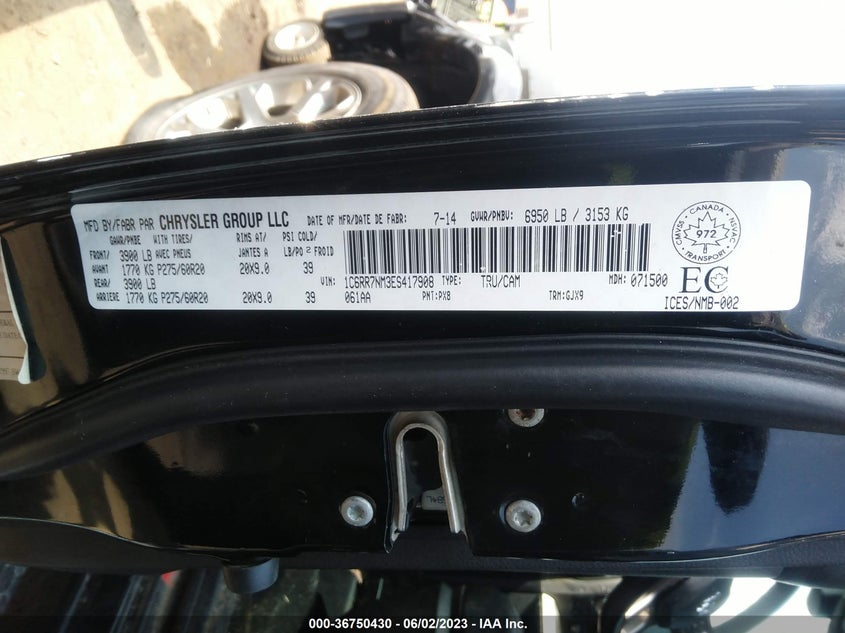 MFD BY/FABR PAR CHRYSLER GROUP LLC DATE OF MFR/DATE DE FABR: 7-14 GVWR/PNBV: 6950 LB / 3153 KG
GAWR/PNBE WITH TIRES/ RIMS AT/ PSI COLD/
FRONT/ 3900 LB AVEC PNEUS JANTES A LB/PO² FROID
AVANT 1770 KG P275/60R20 20X9.0 39
REAR/ 3900 LB
ARRIERE 1770 KG P275/60R20 20X9.0 39
VIN: 1C6RR7NM3ES417908 TYPE: TRU/CAM MDH: 071500
061AA PNT:PX8 TRM:GJX9
CANADA
CMVSS NVSAC
972
TRANSPORT
EC
ICES/NMB-002
000-36750430 - 06/02/2023 - IAA Inc.